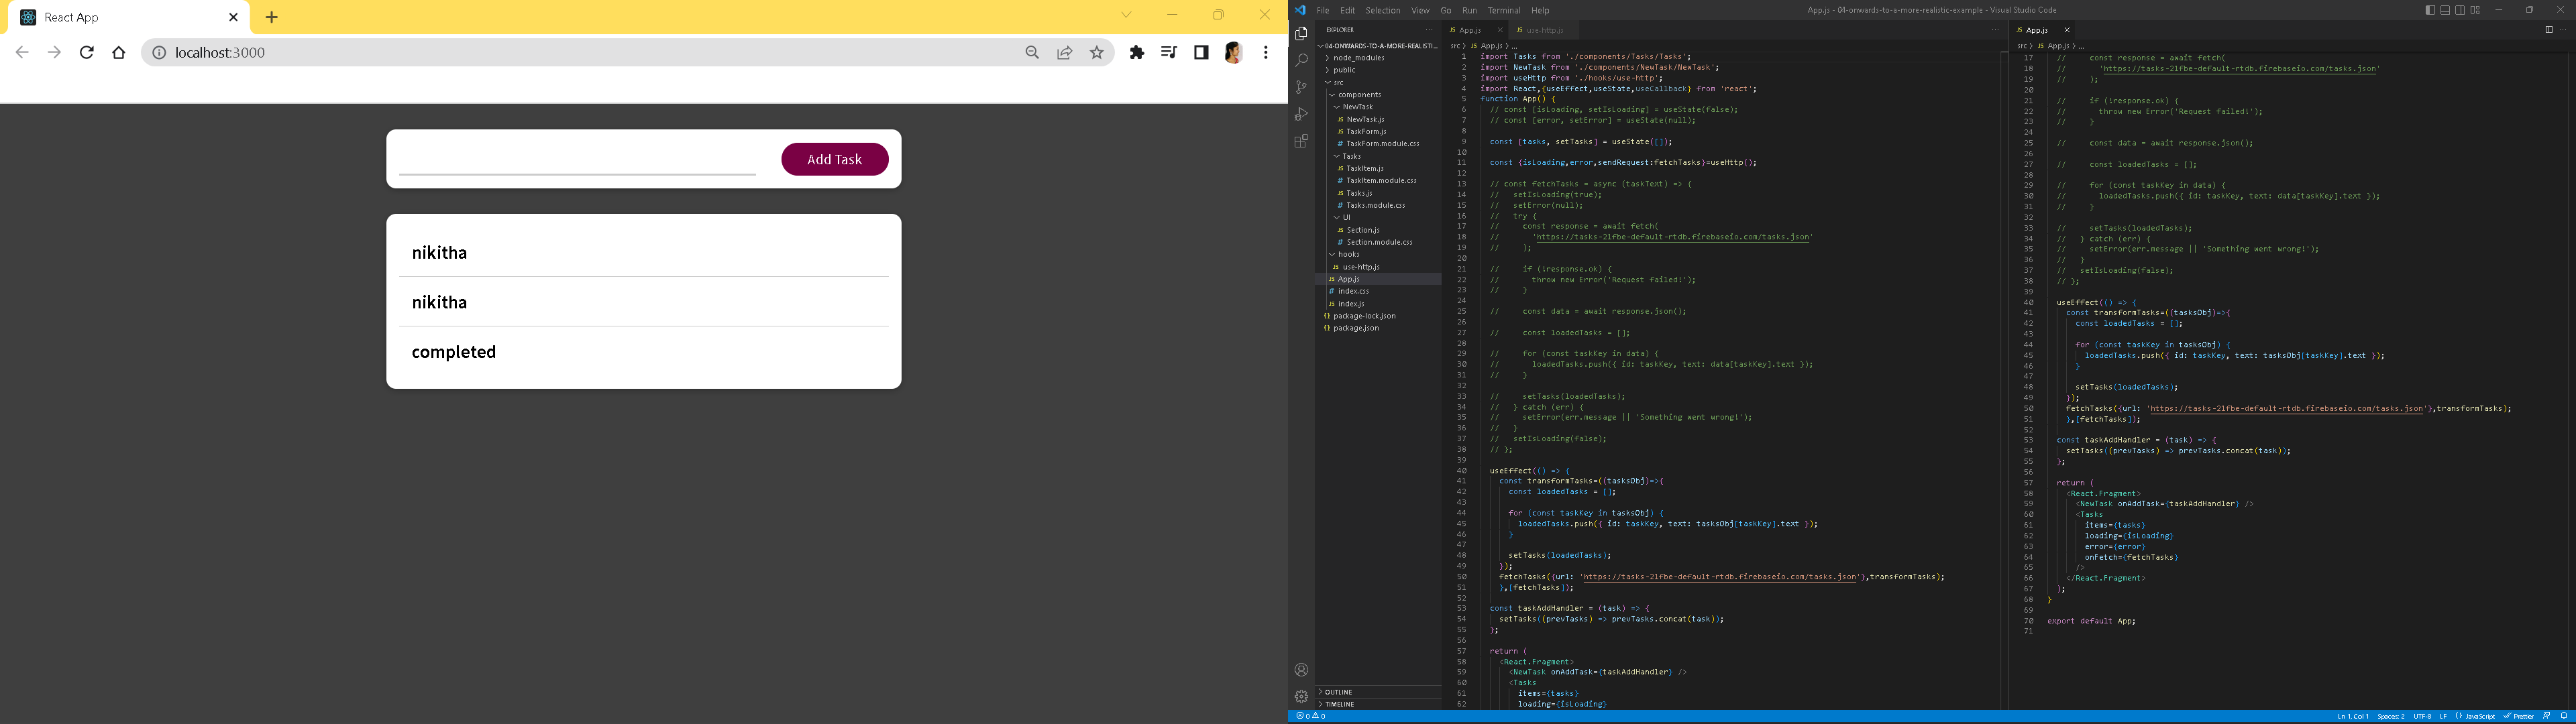 React App
localhost:3000
Add Task
nikitha
nikitha
completed
File Edit Selection View Go Run Terminal Help
App.js - 04-onwards-to-a-more-realistic-example - Visual Studio Code
EXPLORER
04-ONWARDS-TO-A-MORE-REALISTI...
node_modules
public
src
components
NewTask
NewTask.js
TaskForm.js
TaskForm.module.css
Tasks
TaskItem.js
TaskItem.module.css
Tasks.js
Tasks.module.css
UI
Section.js
Section.module.css
hooks
use-http.js
App.js
index.css
index.js
package-lock.json
package.json
OUTLINE
TIMELINE
App.js use-http.js
src > App.js > ...
1 import Tasks from './components/Tasks/Tasks';
2 import NewTask from './components/NewTask/NewTask';
3 import useHttp from './hooks/use-http';
4 import React,{useEffect,useState,useCallback} from 'react';
5 function App() {
6 // const [isLoading, setIsLoading] = useState(false);
7 // const [error, setError] = useState(null);
8
9 const [tasks, setTasks] = useState([]);
10
11 const {isLoading,error,sendRequest:fetchTasks}=useHttp();
12
13 // const fetchTasks = async (taskText) => {
14 // setIsLoading(true);
15 // setError(null);
16 // try {
17 // const response = await fetch(
18 // 'https://tasks-21fbe-default-rtdb.firebaseio.com/tasks.json'
19 // );
20
21 // if (!response.ok) {
22 // throw new Error('Request failed!');
23 // }
24
25 // const data = await response.json();
26
27 // const loadedTasks = [];
28
29 // for (const taskKey in data) {
30 // loadedTasks.push({ id: taskKey, text: data[taskKey].text });
31 // }
32
33 // setTasks(loadedTasks);
34 // } catch (err) {
35 // setError(err.message || 'Something went wrong!');
36 // }
37 // setIsLoading(false);
38 // };
39
40 useEffect(() => {
41 const transformTasks=((tasksObj)=>{
42 const loadedTasks = [];
43
44 for (const taskKey in tasksObj) {
45 loadedTasks.push({ id: taskKey, text: tasksObj[taskKey].text });
46 }
47
48 setTasks(loadedTasks);
49 });
50 fetchTasks({url: 'https://tasks-21fbe-default-rtdb.firebaseio.com/tasks.json'},transformTasks);
51 },[fetchTasks]);
52
53 const taskAddHandler = (task) => {
54 setTasks((prevTasks) => prevTasks.concat(task));
55 };
56
57 return (
58 <React.Fragment>
59 <NewTask onAddTask={taskAddHandler} />
60 <Tasks
61 items={tasks}
62 loading={isLoading}
App.js
src > App.js > ...
17 // const response = await fetch(
18 // 'https://tasks-21fbe-default-rtdb.firebaseio.com/tasks.json'
19 // );
20
21 // if (!response.ok) {
22 // throw new Error('Request failed!');
23 // }
24
25 // const data = await response.json();
26
27 // const loadedTasks = [];
28
29 // for (const taskKey in data) {
30 // loadedTasks.push({ id: taskKey, text: data[taskKey].text });
31 // }
32
33 // setTasks(loadedTasks);
34 // } catch (err) {
35 // setError(err.message || 'Something went wrong!');
36 // }
37 // setIsLoading(false);
38 // };
39
40 useEffect(() => {
41 const transformTasks=((tasksObj)=>{
42 const loadedTasks = [];
43
44 for (const taskKey in tasksObj) {
45 loadedTasks.push({ id: taskKey, text: tasksObj[taskKey].text });
46 }
47
48 setTasks(loadedTasks);
49 });
50 fetchTasks({url: 'https://tasks-21fbe-default-rtdb.firebaseio.com/tasks.json'},transformTasks);
51 },[fetchTasks]);
52
53 const taskAddHandler = (task) => {
54 setTasks((prevTasks) => prevTasks.concat(task));
55 };
56
57 return (
58 <React.Fragment>
59 <NewTask onAddTask={taskAddHandler} />
60 <Tasks
61 items={tasks}
62 loading={isLoading}
63 error={error}
64 onFetch={fetchTasks}
65 />
66 </React.Fragment>
67 );
68 }
69
70 export default App;
71
0 0 Ln 1, Col 1 Spaces: 2 UTF-8 LF {} JavaScript Prettier